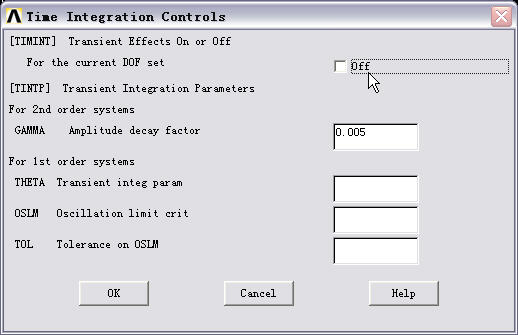 Time Integration Controls
[TIMINT] Transient Effects On or Off
For the current DOF set Off
[TINTP] Transient Integration Parameters
For 2nd order systems
GAMMA Amplitude decay factor 0.005
For 1st order systems
THETA Transient integ param
OSLM Oscillation limit crit
TOL Tolerance on OSLM
OK Cancel Help